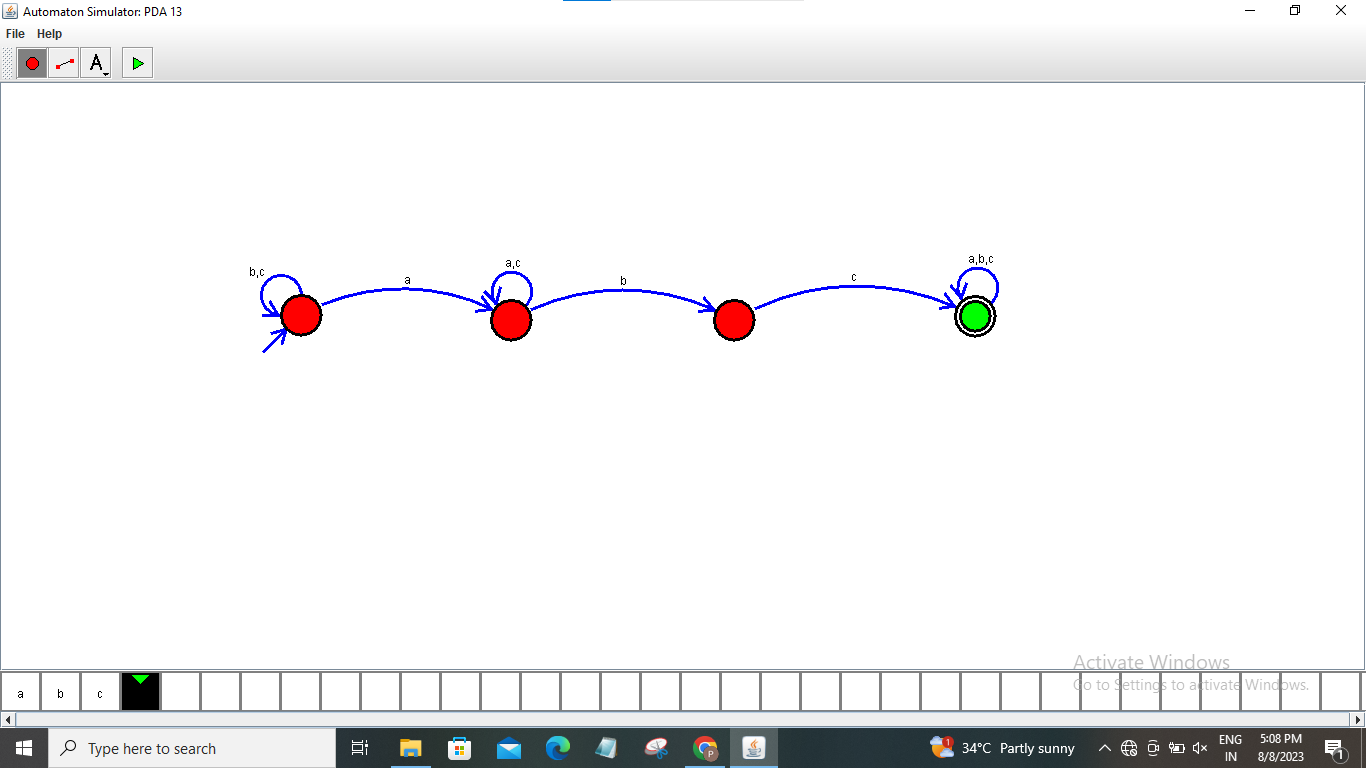 Automaton Simulator: PDA 13
File Help
A
b,c
a
a,c
b
c
a,b,c
a b c
Activate Windows
Go to Settings to activate Windows.
Type here to search
1
34°C Partly sunny
ENG
IN
5:08 PM
8/8/2023
1